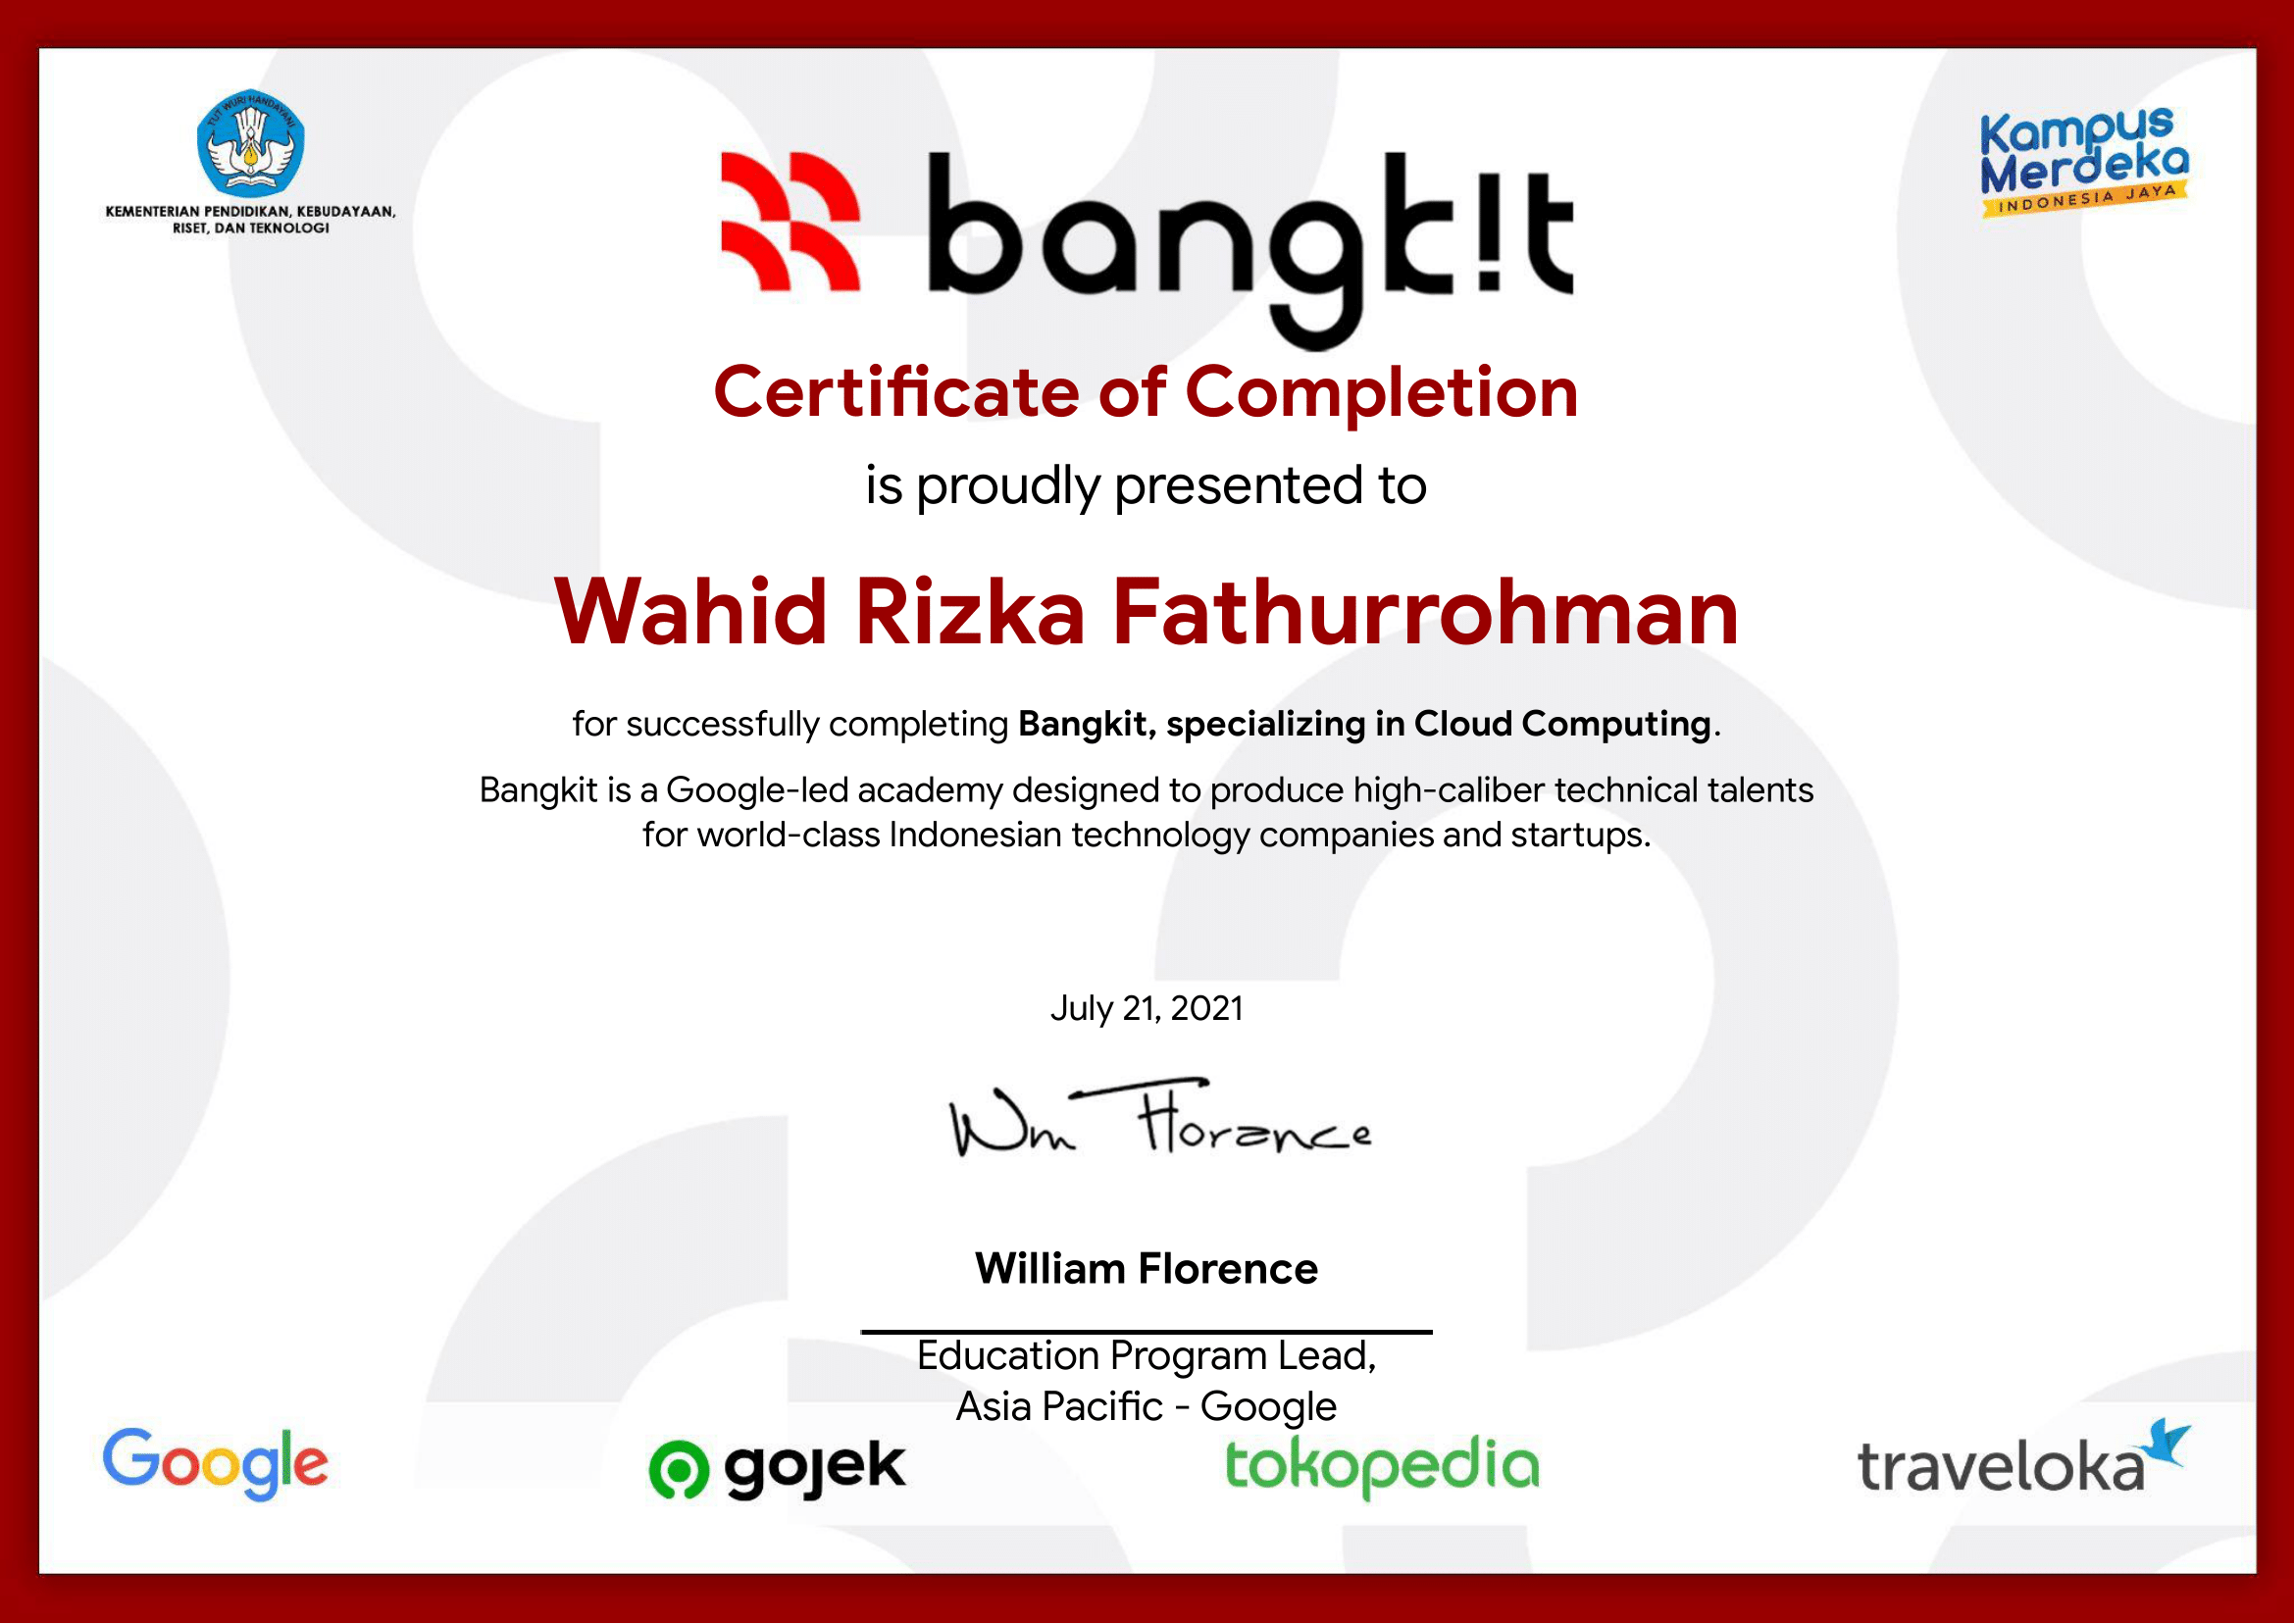 TUT WURI HANDAYANI
KEMENTERIAN PENDIDIKAN, KEBUDAYAAN,
RISET, DAN TEKNOLOGI
Kampus
Merdeka
INDONESIA JAYA
bangk!t
Certificate of Completion
is proudly presented to
Wahid Rizka Fathurrohman
for successfully completing Bangkit, specializing in Cloud Computing.
Bangkit is a Google-led academy designed to produce high-caliber technical talents
for world-class Indonesian technology companies and startups.
July 21, 2021
Wm Florence
William Florence
Education Program Lead,
Asia Pacific - Google
Google
gojek
tokopedia
traveloka